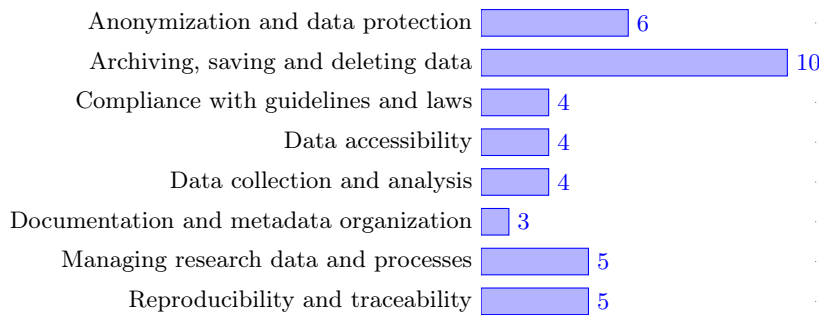 Anonymization and data protection 6
Archiving, saving and deleting data 10
Compliance with guidelines and laws 4
Data accessibility 4
Data collection and analysis 4
Documentation and metadata organization 3
Managing research data and processes 5
Reproducibility and traceability 5